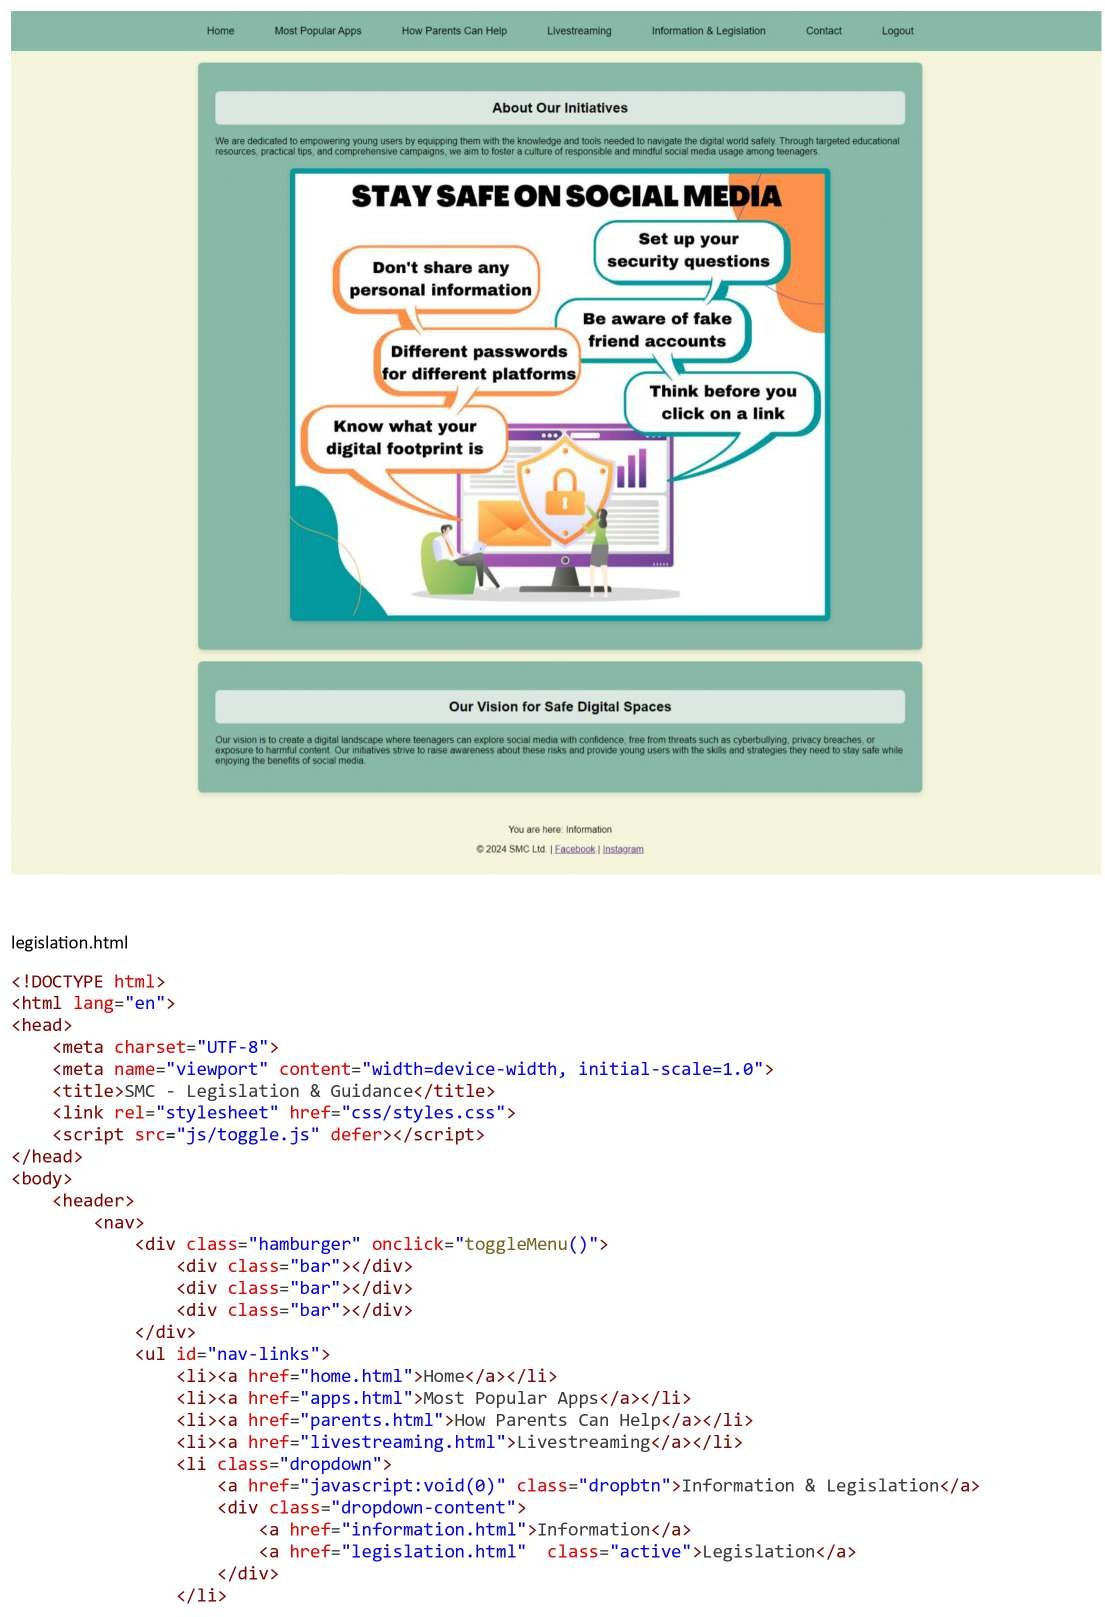 Home Most Popular Apps How Parents Can Help Livestreaming Information & Legislation Contact Logout
About Our Initiatives
We are dedicated to empowering young users by equipping them with the knowledge and tools needed to navigate the digital world safely. Through targeted educational
resources, practical tips, and comprehensive campaigns, we aim to foster a culture of responsible and mindful social media usage among teenagers.
STAY SAFE ON SOCIAL MEDIA
Don't share any
personal information
Different passwords
for different platforms
Know what your
digital footprint is
Set up your
security questions
Be aware of fake
friend accounts
Think before you
click on a link
Our Vision for Safe Digital Spaces
Our vision is to create a digital landscape where teenagers can explore social media with confidence, free from threats such as cyberbullying, privacy breaches, or
exposure to harmful content. Our initiatives strive to raise awareness about these risks and provide young users with the skills and strategies they need to stay safe while
enjoying the benefits of social media.
You are here: Information
© 2024 SMC Ltd. | Facebook | Instagram
legislation.html
<!DOCTYPE html>
<html lang="en">
<head>
    <meta charset="UTF-8">
    <meta name="viewport" content="width=device-width, initial-scale=1.0">
    <title>SMC - Legislation & Guidance</title>
    <link rel="stylesheet" href="css/styles.css">
    <script src="js/toggle.js" defer></script>
</head>
<body>
    <header>
        <nav>
            <div class="hamburger" onclick="toggleMenu()">
                <div class="bar"></div>
                <div class="bar"></div>
                <div class="bar"></div>
            </div>
            <ul id="nav-links">
                <li><a href="home.html">Home</a></li>
                <li><a href="apps.html">Most Popular Apps</a></li>
                <li><a href="parents.html">How Parents Can Help</a></li>
                <li><a href="livestreaming.html">Livestreaming</a></li>
                <li class="dropdown">
                    <a href="javascript:void(0)" class="dropbtn">Information & Legislation</a>
                    <div class="dropdown-content">
                        <a href="information.html">Information</a>
                        <a href="legislation.html"  class="active">Legislation</a>
                    </div>
                </li>